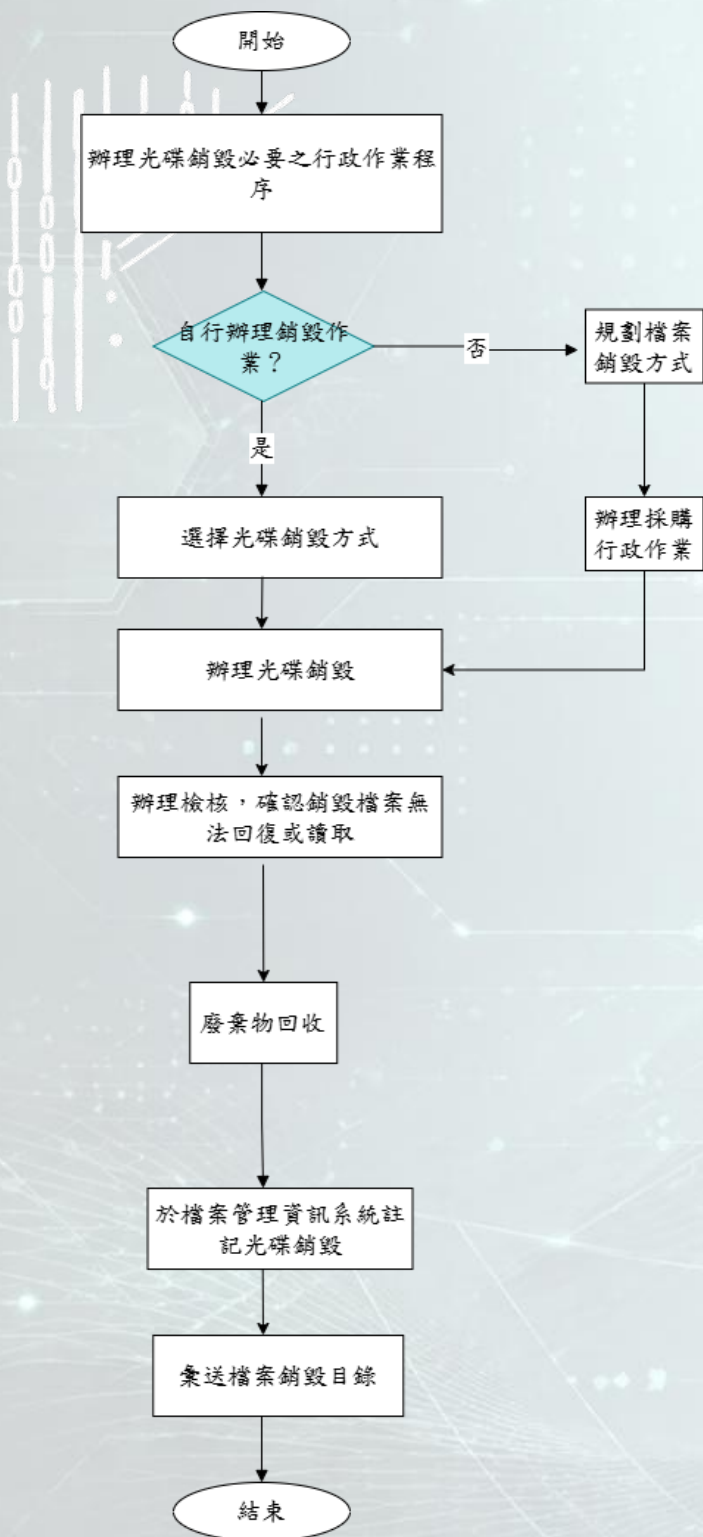 開始
辦理光碟銷毀必要之行政作業程
序
自行辦理銷毀作
業？
否
規劃檔案
銷毀方式
是
選擇光碟銷毀方式
辦理採購
行政作業
辦理光碟銷毀
辦理檢核，確認銷毀檔案無
法回復或讀取
廢棄物回收
於檔案管理資訊系統註
記光碟銷毀
彙送檔案銷毀目錄
結束